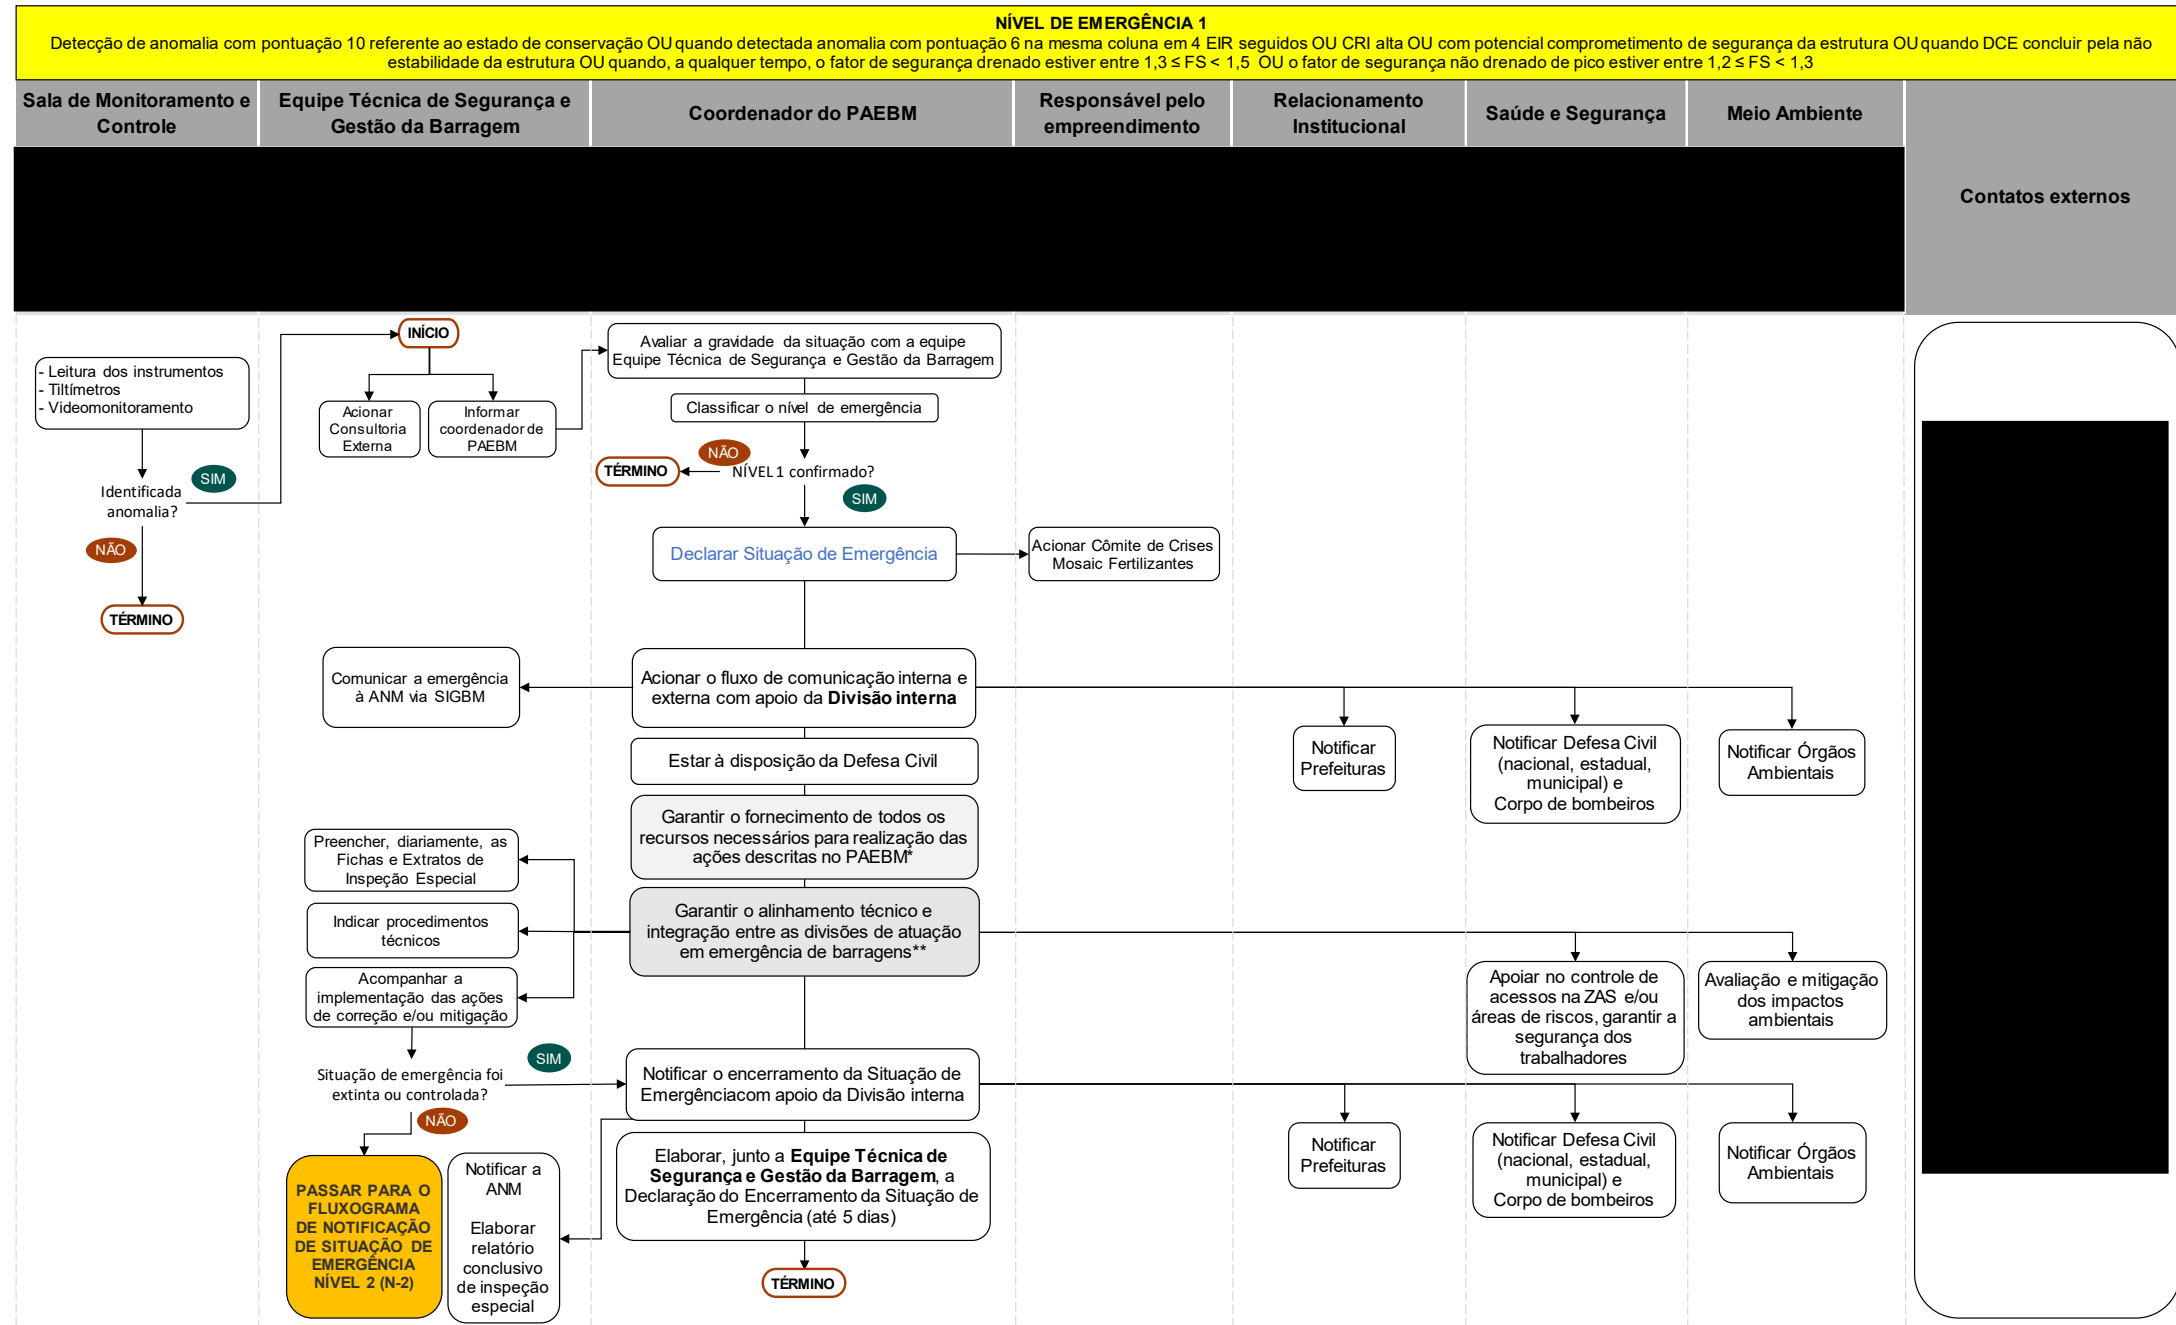 NÍVEL DE EMERGÊNCIA 1
Detecção de anomalia com pontuação 10 referente ao estado de conservação OU quando detectada anomalia com pontuação 6 na mesma coluna em 4 EIR seguidos OU CRI alta OU com potencial comprometimento de segurança da estrutura OU quando DCE concluir pela não
estabilidade da estrutura OU quando, a qualquer tempo, o fator de segurança drenado estiver entre 1,3 ≤ FS < 1,5 OU o fator de segurança não drenado de pico estiver entre 1,2 ≤ FS < 1,3
Sala de Monitoramento e
Controle
Equipe Técnica de Segurança e
Gestão da Barragem
Coordenador do PAEBM
Responsável pelo
empreendimento
Relacionamento
Institucional
Saúde e Segurança
Meio Ambiente
Contatos externos
- Leitura dos instrumentos
- Tiltímetros
- Videomonitoramento
Identificada
anomalia?
SIM
NÃO
TÉRMINO
INÍCIO
Acionar
Consultoria
Externa
Informar
coordenador de
PAEBM
Avaliar a gravidade da situação com a equipe
Equipe Técnica de Segurança e Gestão da Barragem
Classificar o nível de emergência
NÃO
TÉRMINO
NÍVEL 1 confirmado?
SIM
Declarar Situação de Emergência
Acionar Cômite de Crises
Mosaic Fertilizantes
Comunicar a emergência
à ANM via SIGBM
Acionar o fluxo de comunicação interna e
externa com apoio da Divisão interna
Notificar
Prefeituras
Notificar Defesa Civil
(nacional, estadual,
municipal) e
Corpo de bombeiros
Notificar Órgãos
Ambientais
Estar à disposição da Defesa Civil
Garantir o fornecimento de todos os
recursos necessários para realização das
ações descritas no PAEBM*
Preencher, diariamente, as
Fichas e Extratos de
Inspeção Especial
Indicar procedimentos
técnicos
Acompanhar a
implementação das ações
de correção e/ou mitigação
Garantir o alinhamento técnico e
integração entre as divisões de atuação
em emergência de barragens**
Apoiar no controle de
acessos na ZAS e/ou
áreas de riscos, garantir a
segurança dos
trabalhadores
Avaliação e mitigação
dos impactos
ambientais
Situação de emergência foi
extinta ou controlada?
SIM
NÃO
Notificar o encerramento da Situação de
Emergênciacom apoio da Divisão interna
Notificar
Prefeituras
Notificar Defesa Civil
(nacional, estadual,
municipal) e
Corpo de bombeiros
Notificar Órgãos
Ambientais
PASSAR PARA O
FLUXOGRAMA
DE NOTIFICAÇÃO
DE SITUAÇÃO DE
EMERGÊNCIA
NÍVEL 2 (N-2)
Notificar a
ANM
Elaborar
relatório
conclusivo
de inspeção
especial
Elaborar, junto a Equipe Técnica de
Segurança e Gestão da Barragem, a
Declaração do Encerramento da Situação de
Emergência (até 5 dias)
TÉRMINO